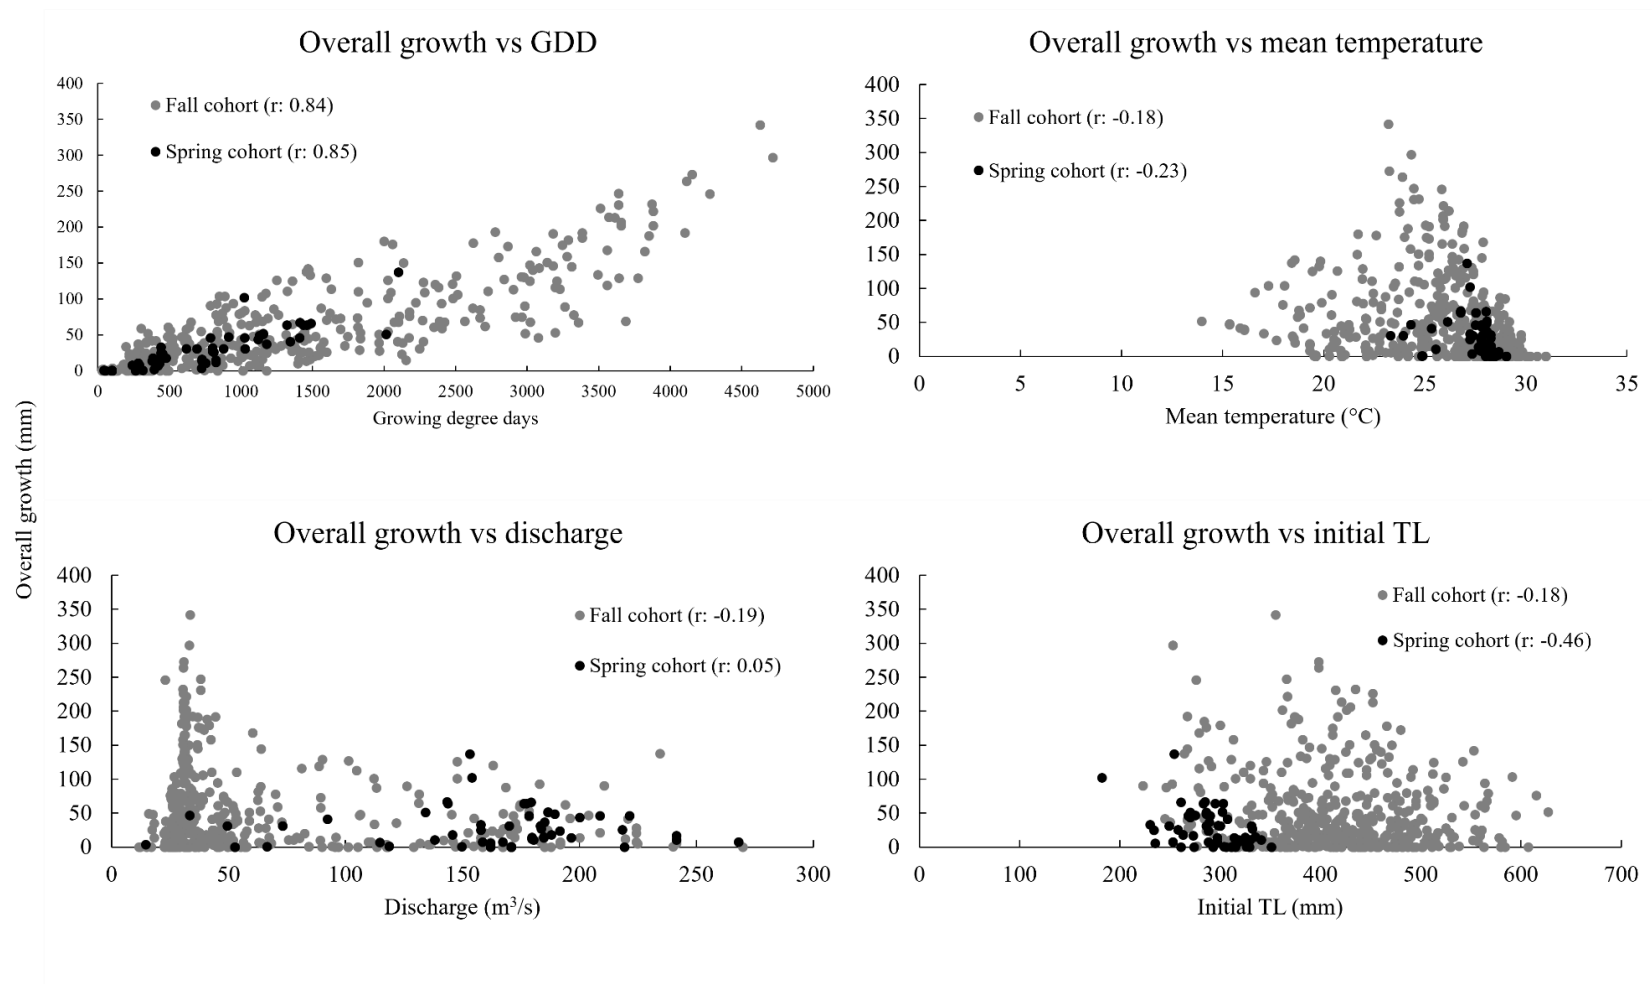 Overall growth vs GDD
400
350
300
250
200
150
100
50
0
Fall cohort (r: 0.84)
Spring cohort (r: 0.85)
0 500 1000 1500 2000 2500 3000 3500 4000 4500 5000
Growing degree days
Overall growth vs mean temperature
400
350
300
250
200
150
100
50
0
Fall cohort (r: -0.18)
Spring cohort (r: -0.23)
0 5 10 15 20 25 30 35
Mean temperature (°C)
Overall growth (mm)
Overall growth vs discharge
400
350
300
250
200
150
100
50
0
Fall cohort (r: -0.19)
Spring cohort (r: 0.05)
0 50 100 150 200 250 300
Discharge (m³/s)
Overall growth vs initial TL
400
350
300
250
200
150
100
50
0
Fall cohort (r: -0.18)
Spring cohort (r: -0.46)
0 100 200 300 400 500 600 700
Initial TL (mm)